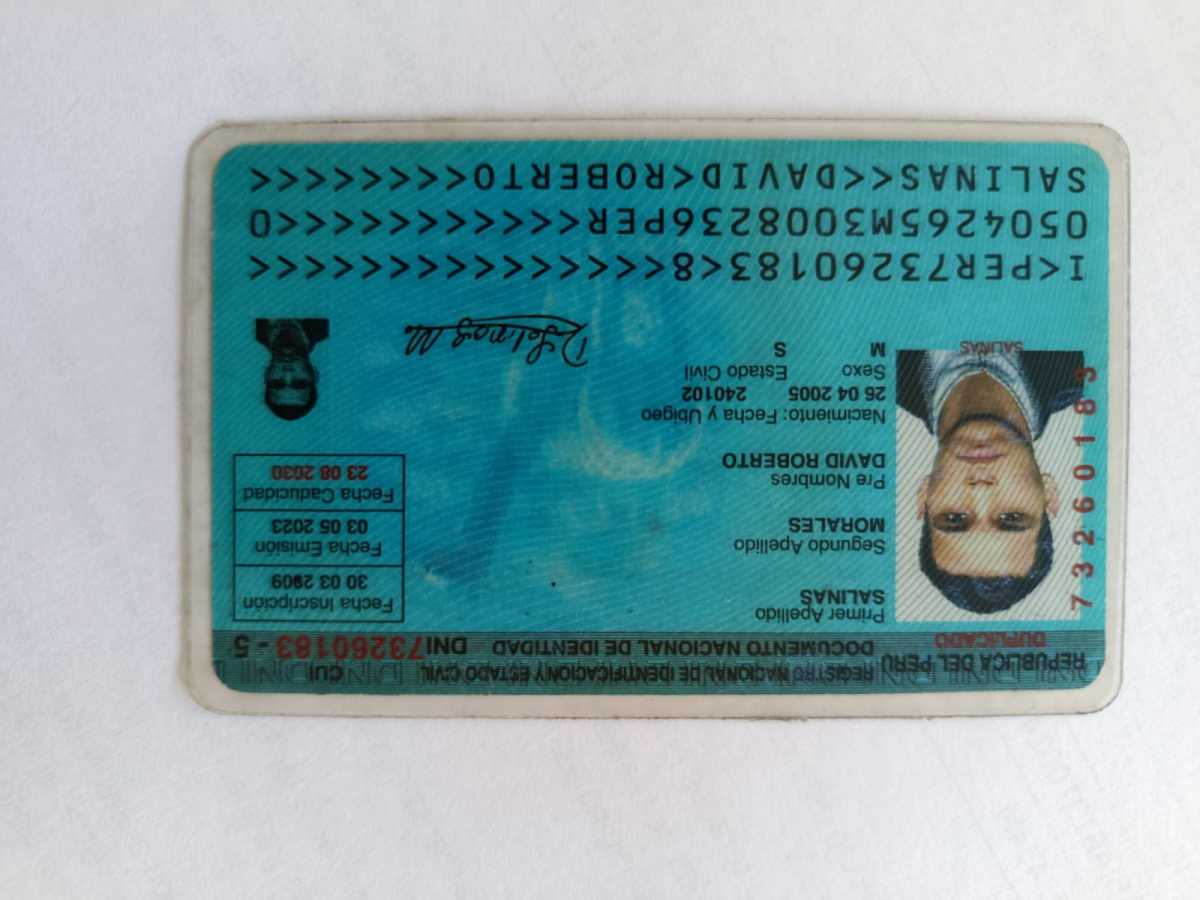 REPUBLICA DEL PERÚ REGISTRO NACIONAL DE IDENTIFICACION Y ESTADO CIVIL CUI
DUPLICADO DOCUMENTO NACIONAL DE IDENTIDAD DNI 73260183 - 5
Primer Apellido
SALINAS
Segundo Apellido
MORALES
Pre Nombres
DAVID ROBERTO
Nacimiento: Fecha y Ubigeo
26 04 2005 240102
Sexo Estado Civil
M S
73260183
SALINAS
Fecha Inscripción
30 03 2009
Fecha Emisión
03 05 2023
Fecha Caducidad
23 08 2030
I<PER73260183<8<<<<<<<<<<<<<<<
0504265M3008236PER<<<<<<<<<<<0
SALINAS<<DAVID<ROBERTO<<<<<<<<